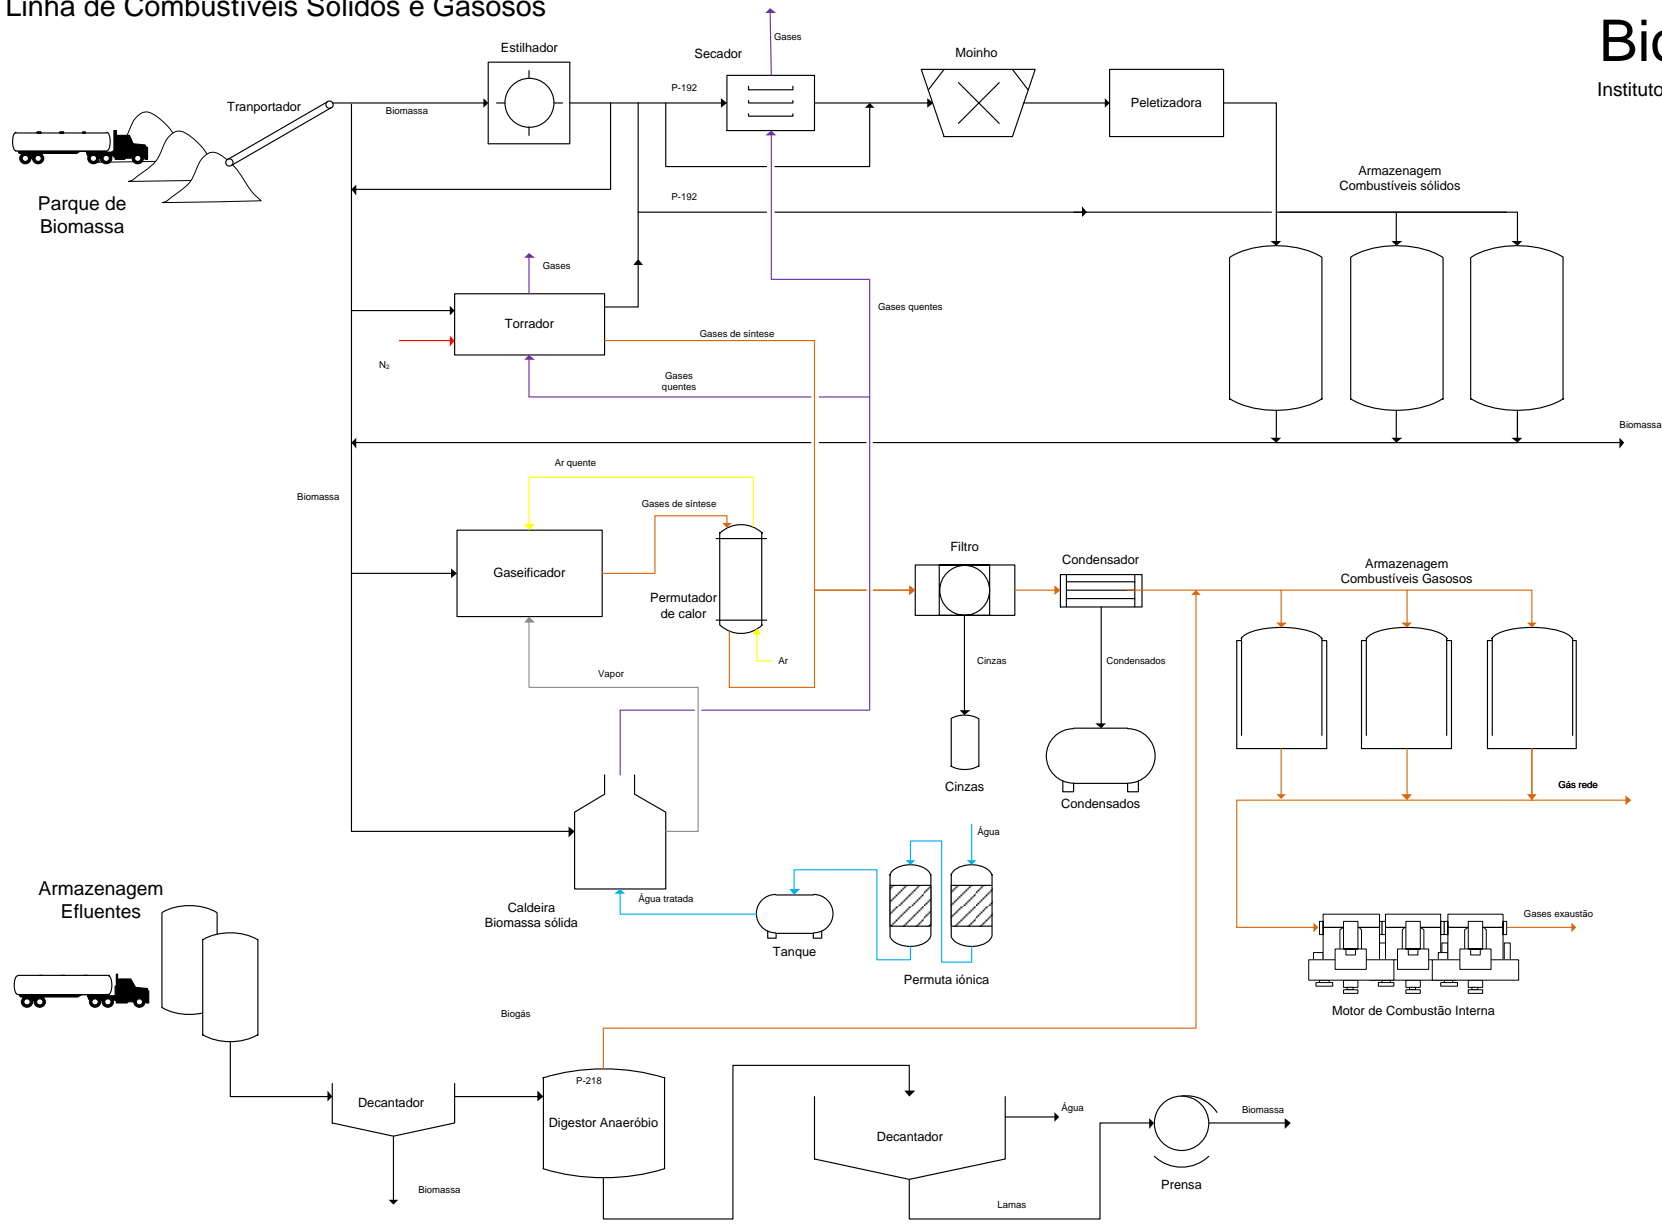 Linha de Combustíveis Sólidos e Gasosos
Bio
Instituto
Estilhador
Secador
Gases
Moinho
Tranportador
Biomassa
P-192
Peletizadora
Parque de
Biomassa
P-192
Armazenagem
Combustíveis sólidos
Gases
Torrador
Gases quentes
Gases de síntese
N₂
Gases
quentes
Biomassa
Ar quente
Biomassa
Gases de síntese
Gaseificador
Permutador
de calor
Filtro
Condensador
Armazenagem
Combustíveis Gasosos
Ar
Vapor
Cinzas
Condensados
Cinzas
Condensados
Gás rede
Água
Armazenagem
Efluentes
Caldeira
Biomassa sólida
Água tratada
Tanque
Permuta iónica
Gases exaustão
Motor de Combustão Interna
Biogás
P-218
Decantador
Digestor Anaeróbio
Decantador
Água
Biomassa
Prensa
Biomassa
Lamas